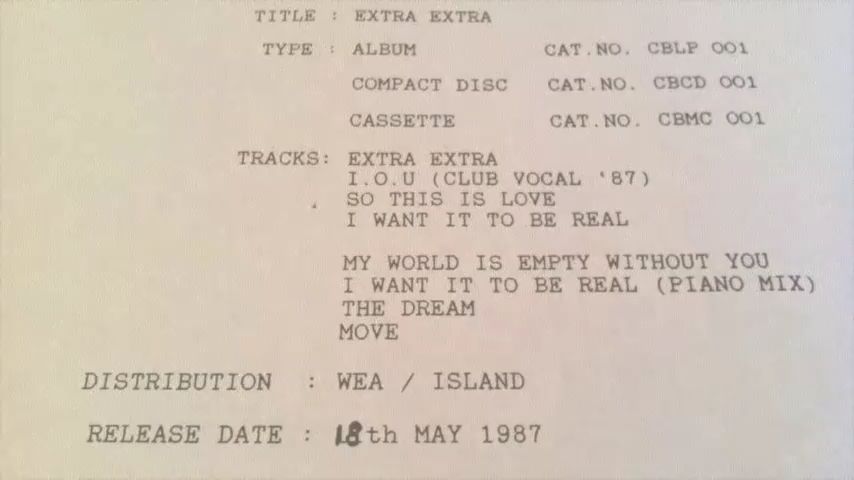 TITLE : EXTRA EXTRA
TYPE : ALBUM CAT.NO. CBLP 001
COMPACT DISC CAT.NO. CBCD 001
CASSETTE CAT.NO. CBMC 001
TRACKS: EXTRA EXTRA
I.O.U (CLUB VOCAL '87)
SO THIS IS LOVE
I WANT IT TO BE REAL
MY WORLD IS EMPTY WITHOUT YOU
I WANT IT TO BE REAL (PIANO MIX)
THE DREAM
MOVE
DISTRIBUTION : WEA / ISLAND
RELEASE DATE : 18th MAY 1987